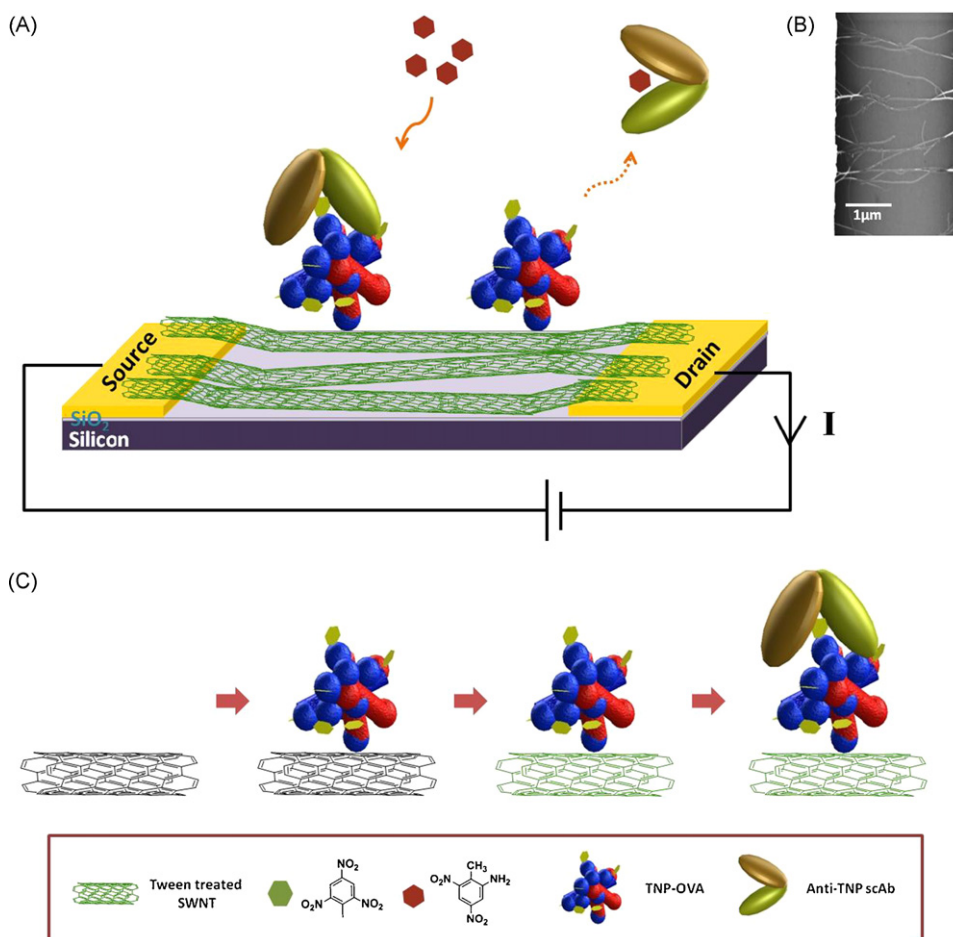 (A)
(B)
1μm
Source
Drain
SiO₂
Silicon
I
(C)
Tween treated
SWNT
NO₂
O₂N
NO₂
CH₃
O₂N
NH₂
NO₂
TNP-OVA
Anti-TNP scAb